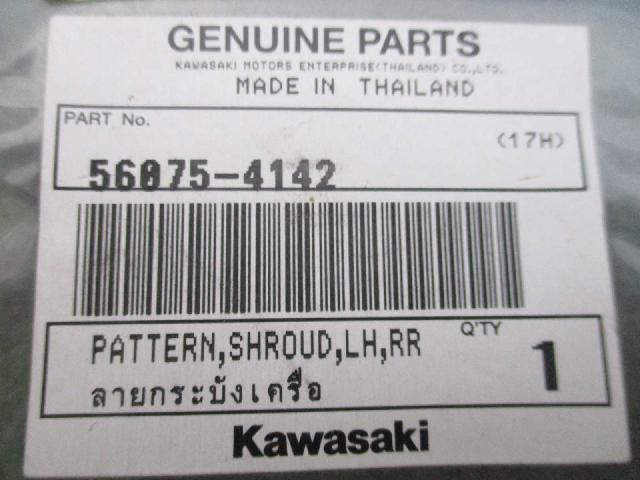 GENUINE PARTS
KAWASAKI MOTORS ENTERPRISE(THAILAND) CO.,LTS.
MADE IN THAILAND
PART No.
(17H)
56075-4142
PATTERN,SHROUD,LH,RR
Q'TY
1
ลายกระบังเครื่อ
Kawasaki